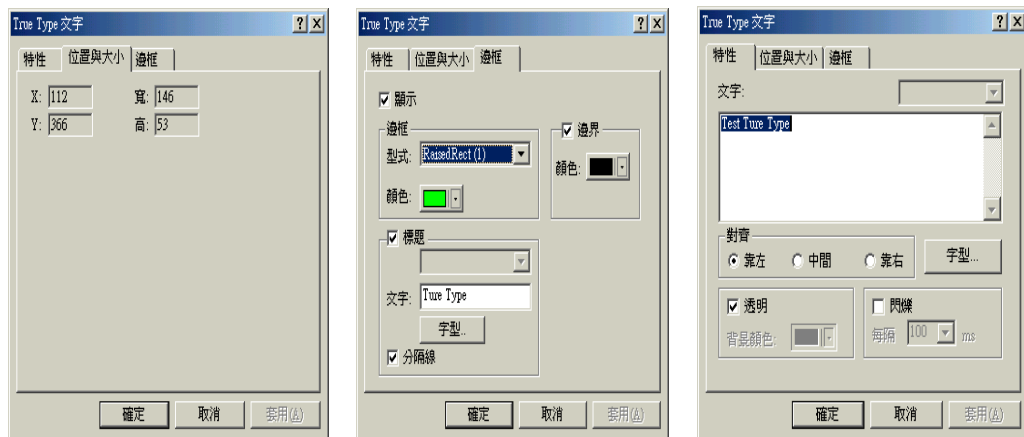 True Type 文字
特性 位置與大小 邊框
X: 112 寬: 146
Y: 366 高: 53
確定 取消 套用(A)
True Type 文字
特性 位置與大小 邊框
顯示
邊框
型式: RaisedRect (1)
顏色:
邊界
顏色:
標題
文字: Ture Type
字型..
分隔線
確定 取消 套用(A)
True Type 文字
特性 位置與大小 邊框
文字:
Test Ture Type
對齊
靠左 中間 靠右
字型...
透明
背景顏色:
閃爍
每隔 100 ms
確定 取消 套用(A)